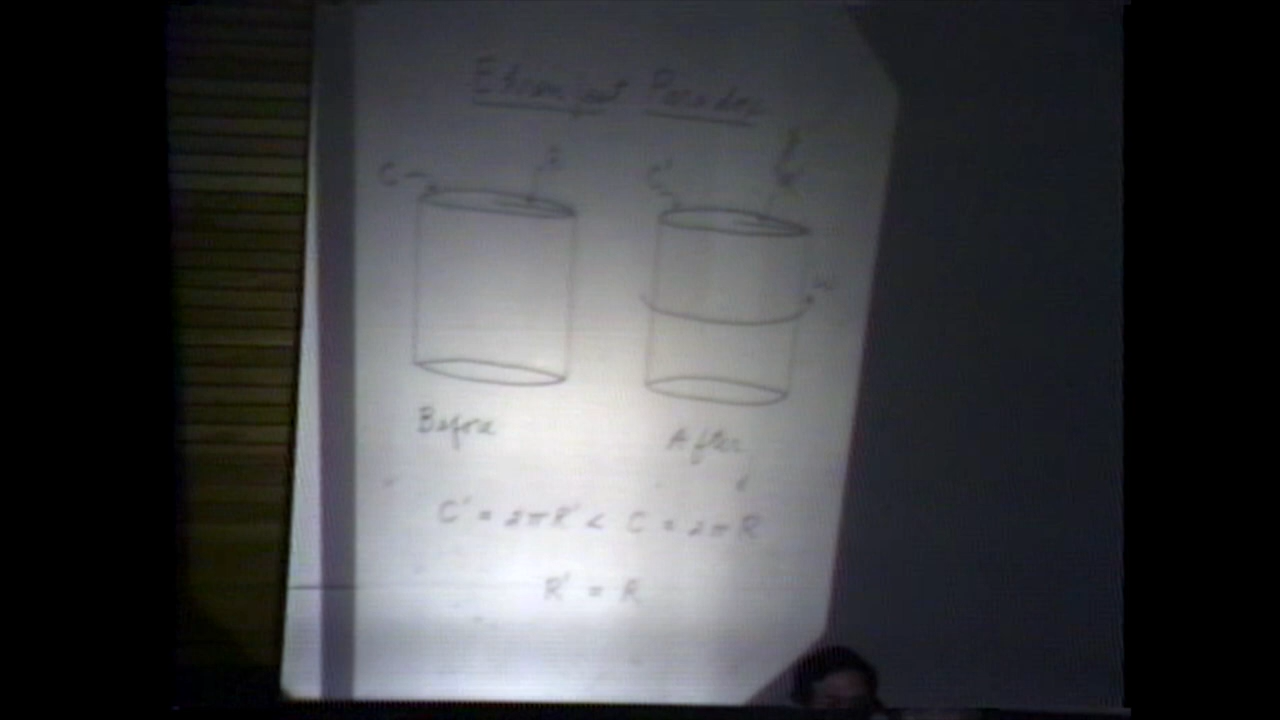 Ehrenfest Paradox
C R C' R'
ω
Before After
C' = 2πR' < C = 2πR
R' = R